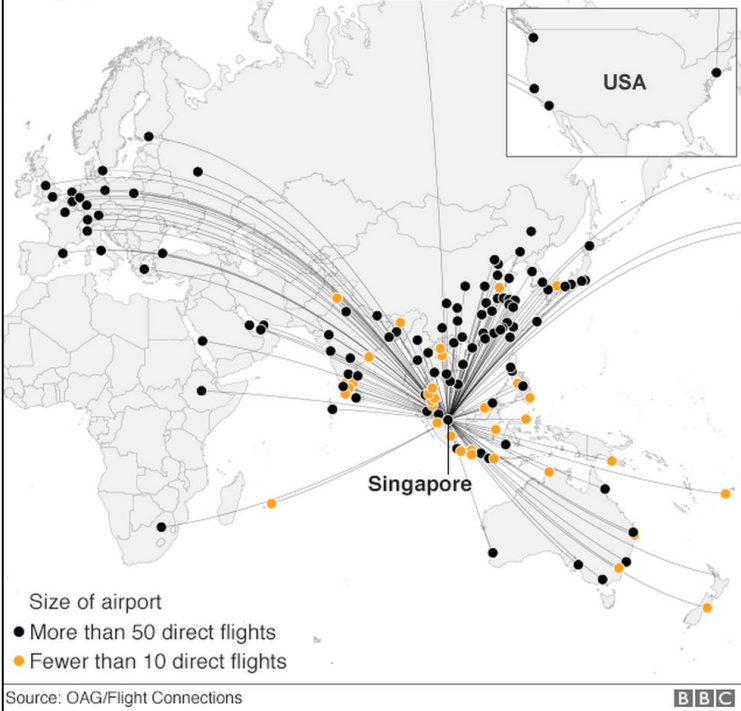 USA
Singapore
Size of airport
More than 50 direct flights
Fewer than 10 direct flights
Source: OAG/Flight Connections
BBC